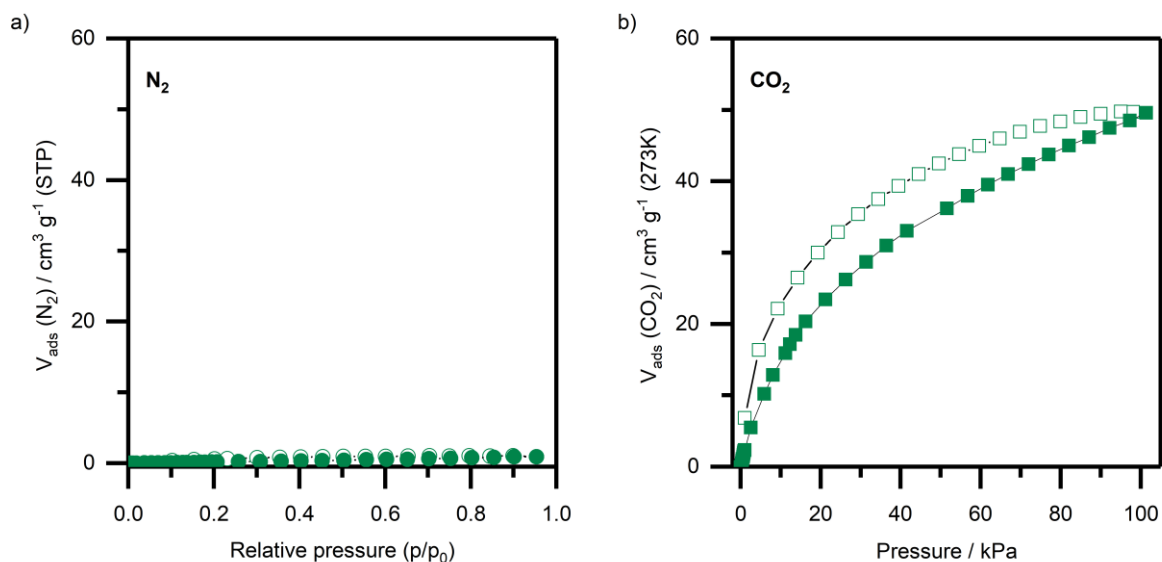 a)
60
40
20
0
N₂
V_ads (N₂) / cm³ g⁻¹ (STP)
0.0 0.2 0.4 0.6 0.8 1.0
Relative pressure (p/p₀)
b)
60
40
20
0
CO₂
V_ads (CO₂) / cm³ g⁻¹ (273K)
0 20 40 60 80 100
Pressure / kPa